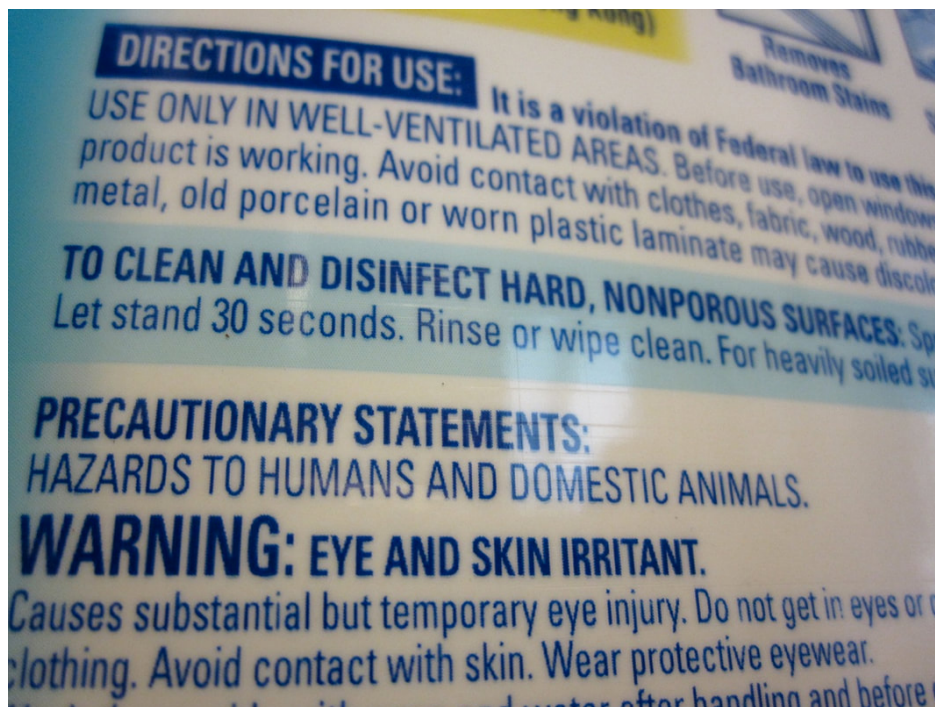 Kong)
Removes
Bathroom Stains
DIRECTIONS FOR USE: It is a violation of Federal law to use this
USE ONLY IN WELL-VENTILATED AREAS. Before use, open window
product is working. Avoid contact with clothes, fabric, wood, rubbe
metal, old porcelain or worn plastic laminate may cause discolo
TO CLEAN AND DISINFECT HARD, NONPOROUS SURFACES: Sp
Let stand 30 seconds. Rinse or wipe clean. For heavily soiled su
PRECAUTIONARY STATEMENTS:
HAZARDS TO HUMANS AND DOMESTIC ANIMALS.
WARNING: EYE AND SKIN IRRITANT.
Causes substantial but temporary eye injury. Do not get in eyes or
clothing. Avoid contact with skin. Wear protective eyewear.
water after handling and before